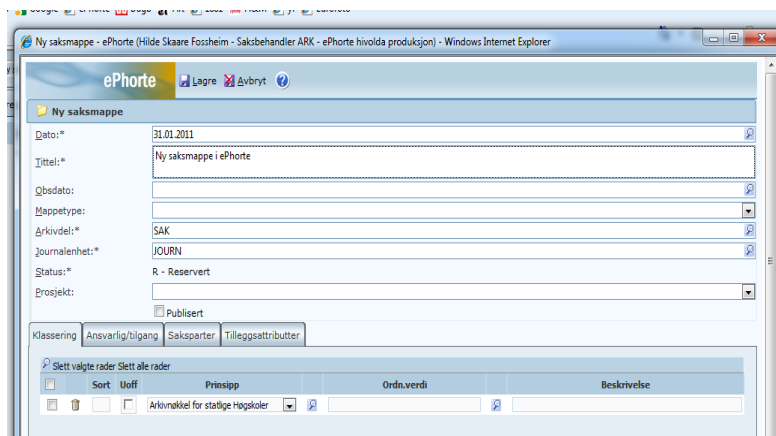 Google ePhorte
Ny saksmappe - ePhorte (Hilde Skaare Fossheim - Saksbehandler ARK - ePhorte hivolda produksjon) - Windows Internet Explorer
ePhorte Lagre Avbryt
Ny saksmappe
Dato:* 31.01.2011
Tittel:* Ny saksmappe i ePhorte
Obsdato:
Mappetype:
Arkivdel:* SAK
Journalenhet:* JOURN
Status:* R - Reservert
Prosjekt:
Publisert
Klassering Ansvarlig/tilgang Saksparter Tilleggsattributter
Slett valgte rader Slett alle rader
Sort Uoff Prinsipp Ordn.verdi Beskrivelse
Arkivnøkkel for statlige Høgskoler